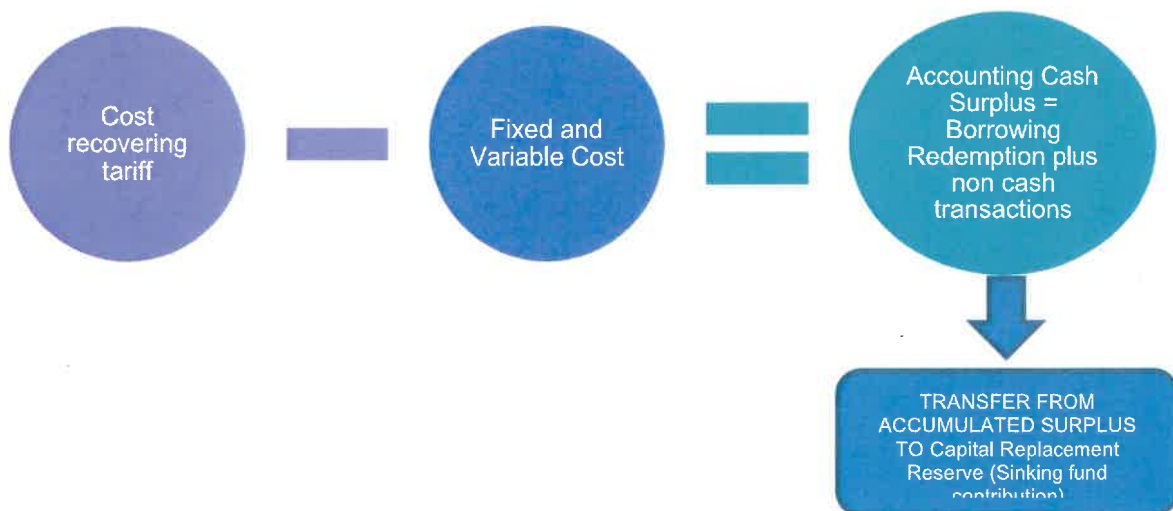 Cost
recovering
tariff
Fixed and
Variable Cost
Accounting Cash
Surplus =
Borrowing
Redemption plus
non cash
transactions
TRANSFER FROM
ACCUMULATED SURPLUS
TO Capital Replacement
Reserve (Sinking fund
contribution)